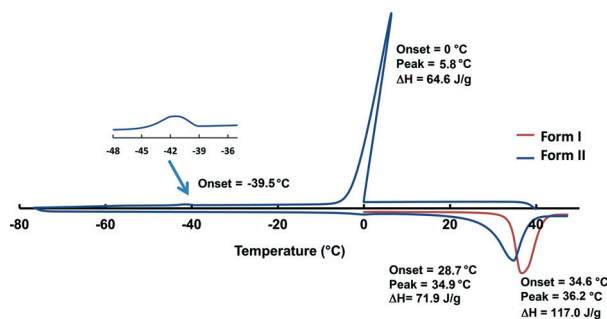 Onset = 0 °C
Peak = 5.8 °C
ΔH = 64.6 J/g
Form I
Form II
-48 -45 -42 -39 -36
Onset = -39.5°C
-80 -60 -40 -20 0 20 40
Temperature (°C)
Onset = 28.7°C
Peak = 34.9 °C
ΔH= 71.9 J/g
Onset = 34.6°C
Peak = 36.2 °C
ΔH = 117.0 J/g